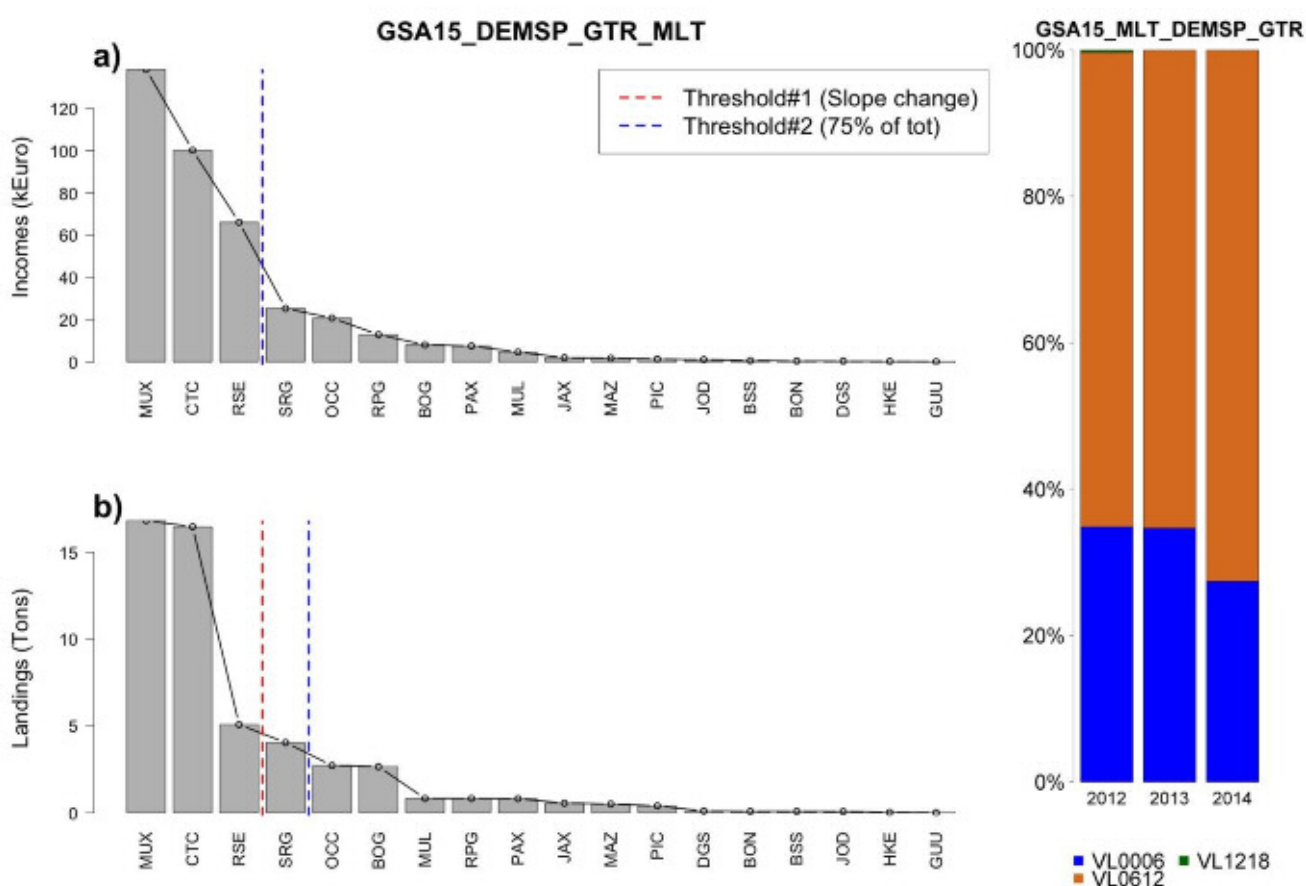 GSA15_DEMSP_GTR_MLT
a)
Incomes (kEuro)
120
100
80
60
40
20
0
Threshold#1 (Slope change)
Threshold#2 (75% of tot)
MUX CTC RSE SRG OCC RPG BOG PAX MUL JAX MAZ PIC JOD BSS BON DGS HKE GUU
b)
Landings (Tons)
15
10
5
0
MUX CTC RSE SRG OCC BOG MUL RPG PAX JAX MAZ PIC DGS BON BSS JOD HKE GUU
GSA15_MLT_DEMSP_GTR
100%
80%
60%
40%
20%
0%
2012 2013 2014
VL0006 VL1218
VL0612